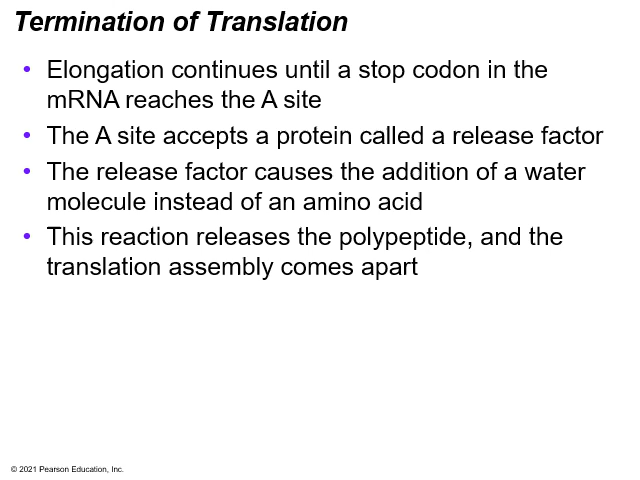 Termination of Translation
• Elongation continues until a stop codon in the
mRNA reaches the A site
• The A site accepts a protein called a release factor
• The release factor causes the addition of a water
molecule instead of an amino acid
• This reaction releases the polypeptide, and the
translation assembly comes apart
© 2021 Pearson Education, Inc.